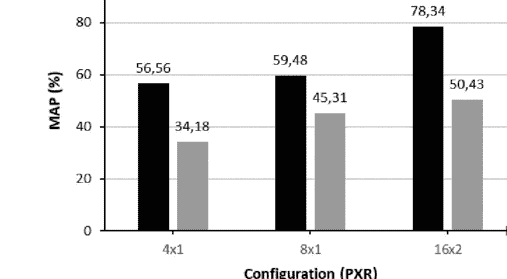 80
60
40
20
0
MAP (%)
56,56
34,18
59,48
45,31
78,34
50,43
4x1
8x1
16x2
Configuration (PXR)